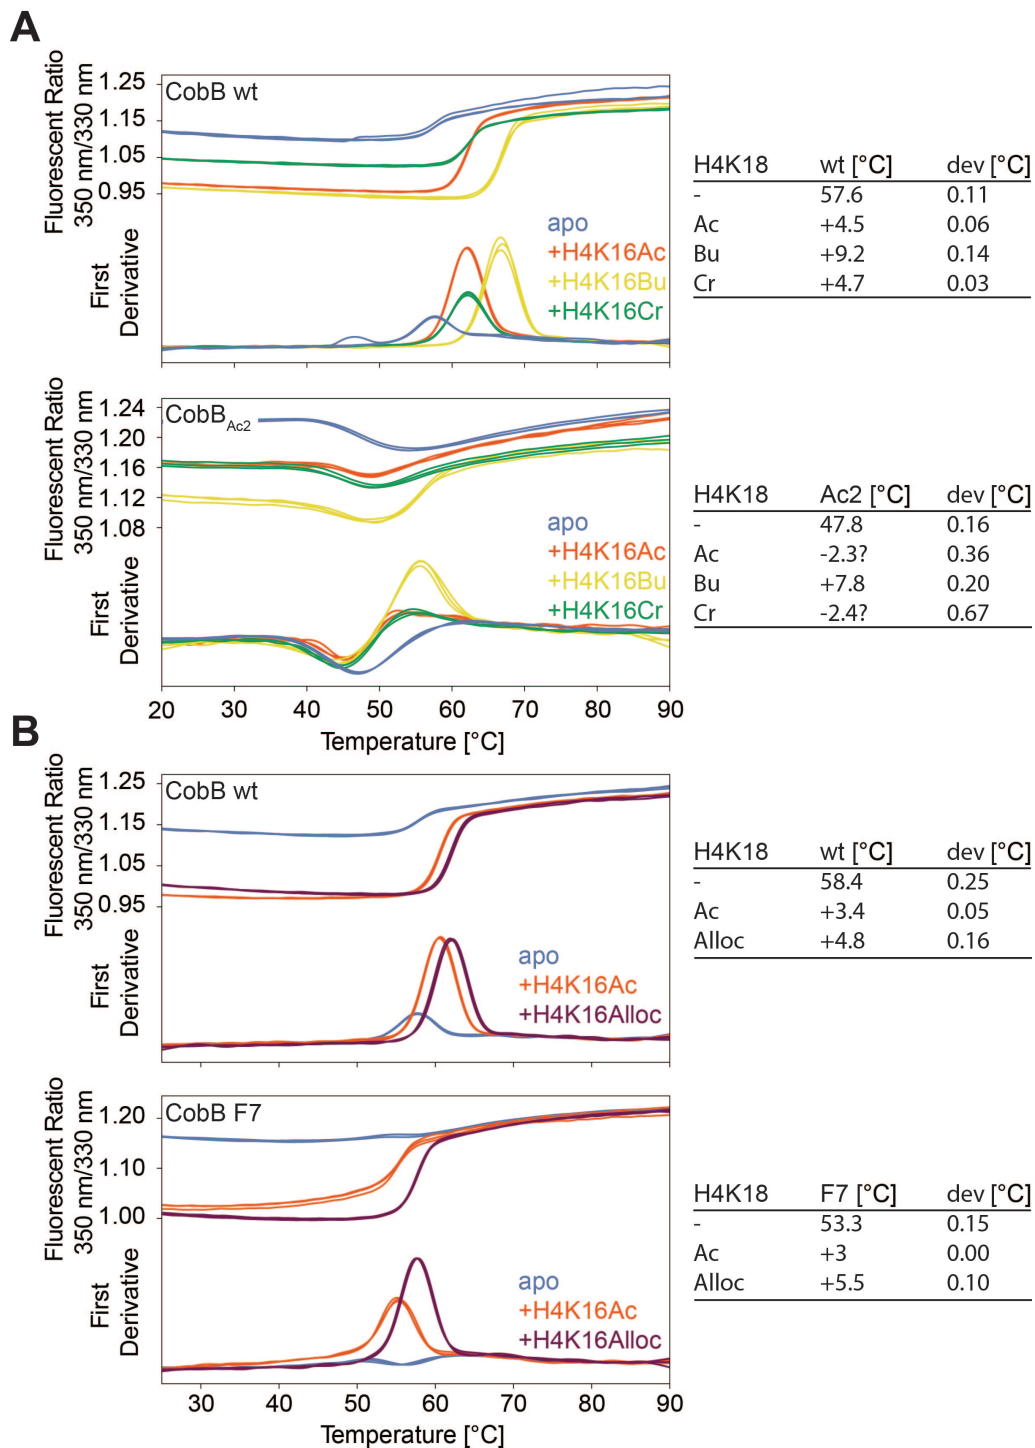 A
Fluorescent Ratio
350 nm/330 nm
1.25
1.15
1.05
0.95
First
Derivative
CobB wt
apo
+H4K16Ac
+H4K16Bu
+H4K16Cr
H4K18 wt [°C] dev [°C]
- 57.6 0.11
Ac +4.5 0.06
Bu +9.2 0.14
Cr +4.7 0.03
Fluorescent Ratio
350 nm/330 nm
1.24
1.20
1.16
1.12
1.08
First
Derivative
CobBAc2
apo
+H4K16Ac
+H4K16Bu
+H4K16Cr
20 30 40 50 60 70 80 90
Temperature [°C]
H4K18 Ac2 [°C] dev [°C]
- 47.8 0.16
Ac -2.3? 0.36
Bu +7.8 0.20
Cr -2.4? 0.67
B
Fluorescent Ratio
350 nm/330 nm
1.25
1.15
1.05
0.95
First
Derivative
CobB wt
apo
+H4K16Ac
+H4K16Alloc
H4K18 wt [°C] dev [°C]
- 58.4 0.25
Ac +3.4 0.05
Alloc +4.8 0.16
Fluorescent Ratio
350 nm/330 nm
1.20
1.10
1.00
First
Derivative
CobB F7
apo
+H4K16Ac
+H4K16Alloc
30 40 50 60 70 80 90
Temperature [°C]
H4K18 F7 [°C] dev [°C]
- 53.3 0.15
Ac +3 0.00
Alloc +5.5 0.10